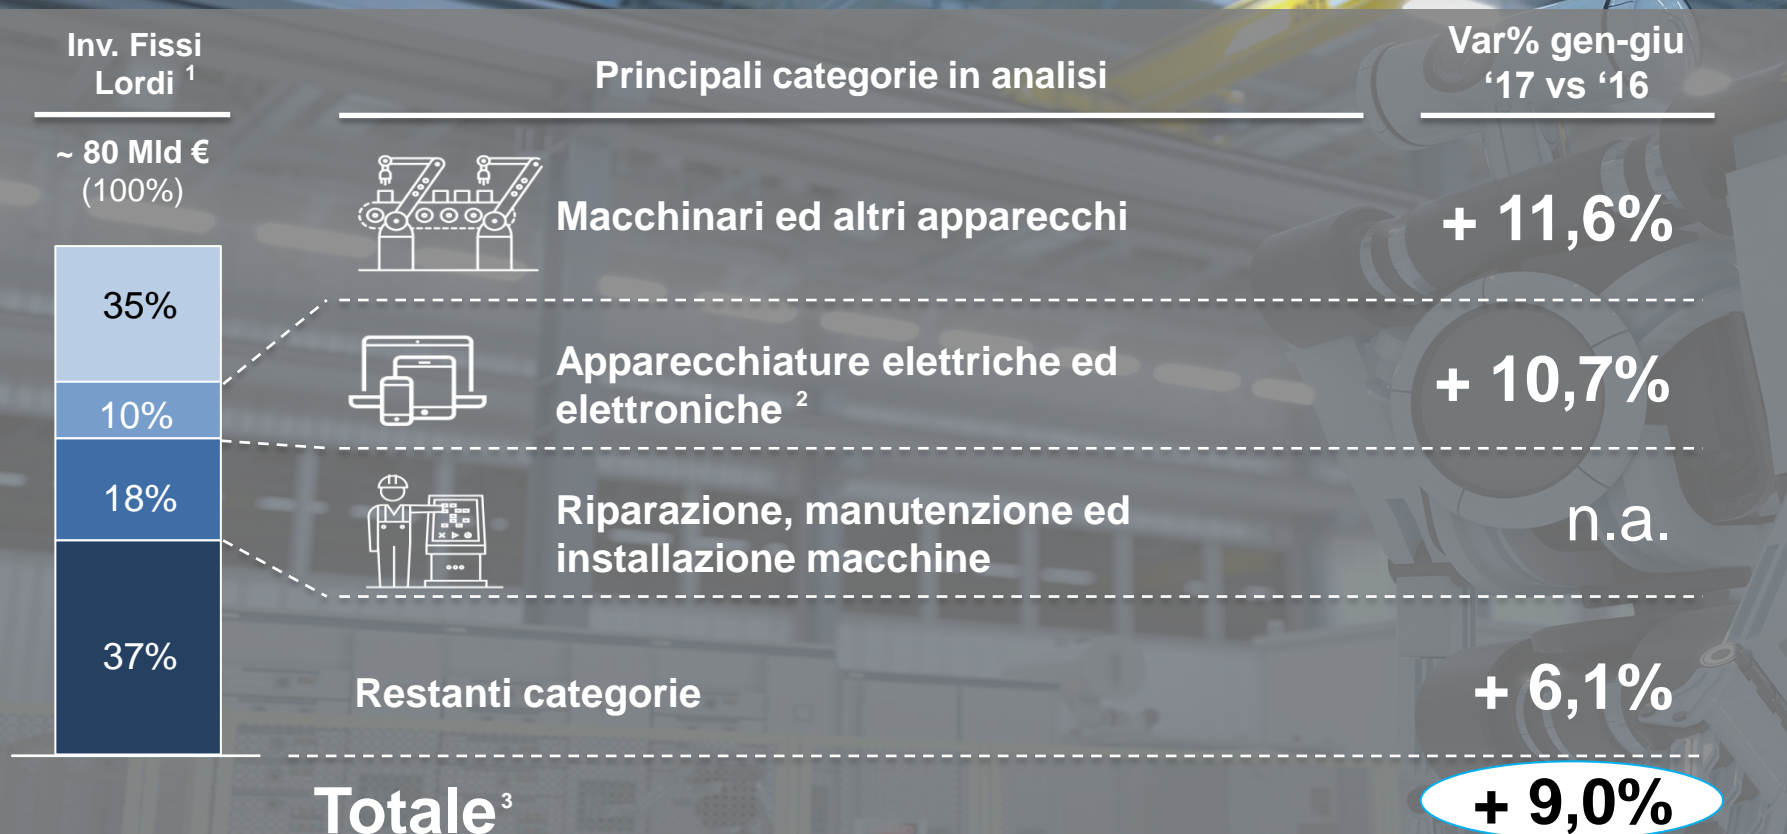 Inv. Fissi
Lordi ¹
Principali categorie in analisi
Var% gen-giu
‘17 vs ‘16
~ 80 Mld €
(100%)
35%
Macchinari ed altri apparecchi
+ 11,6%
10%
Apparecchiature elettriche ed
elettroniche ²
+ 10,7%
18%
Riparazione, manutenzione ed
installazione macchine
n.a.
37%
Restanti categorie
+ 6,1%
Totale³
+ 9,0%